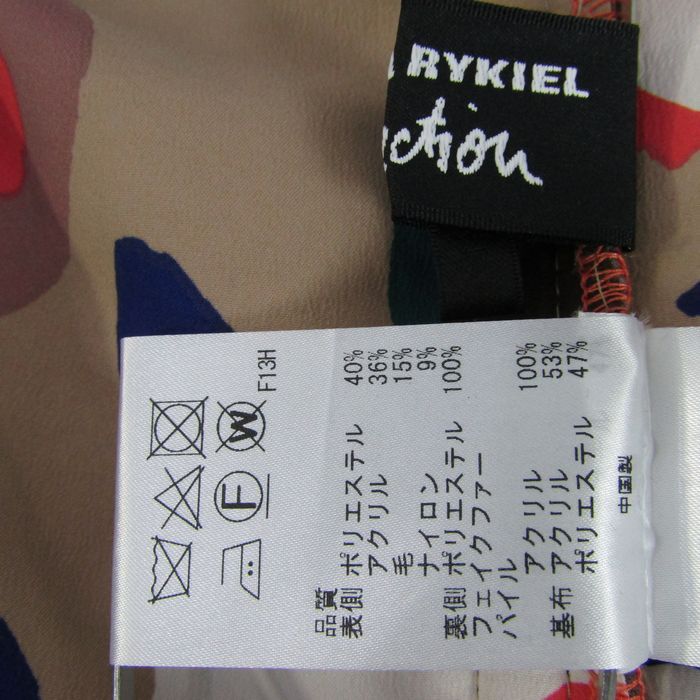 RYKIEL
ction
品質
表側 ポリエステル 40%
アクリル 36%
毛 15%
ナイロン 9%
裏側 ポリエステル 100%
フェイクファー
パイル アクリル 100%
基布 アクリル 53%
ポリエステル 47%
中国製
W
F
F13H